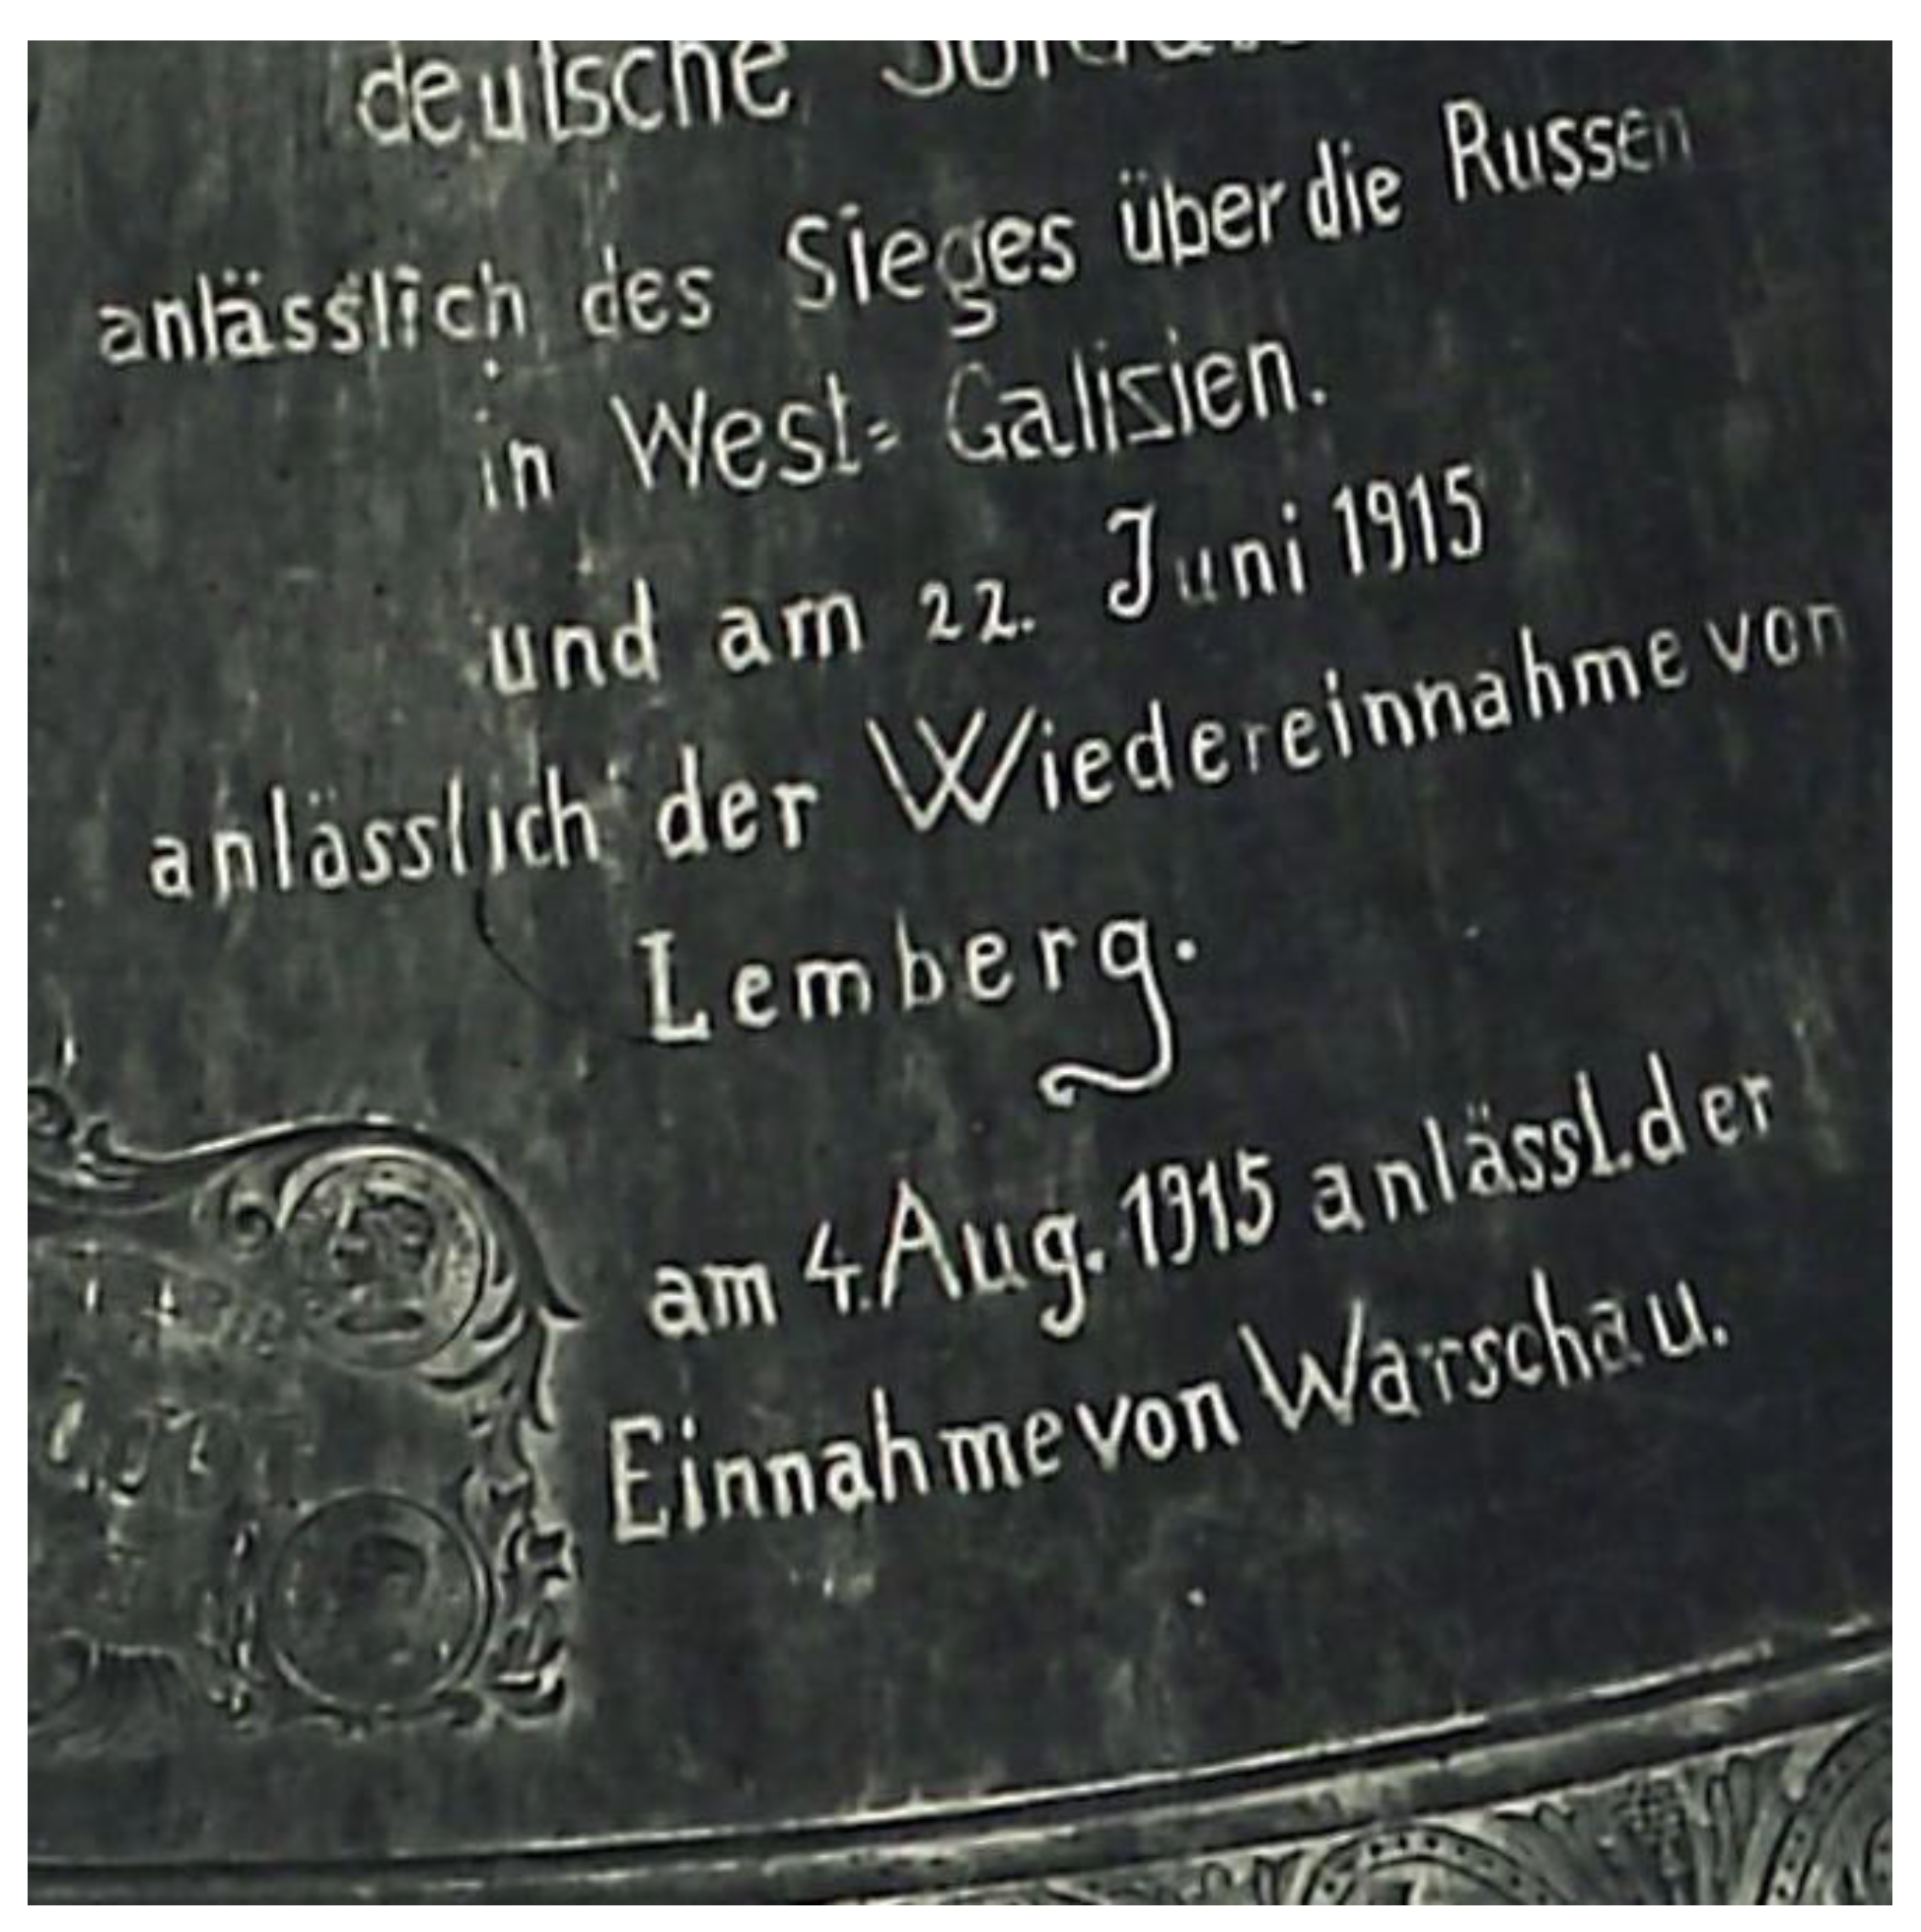 deutsche
anlässlich des Sieges über die Russen
in West= Galizien.
und am 22. Juni 1915
anlässlich der Wiedereinnahme von
Lemberg.
am 4. Aug. 1915 anlässl. der
Einnahme von Warschau.